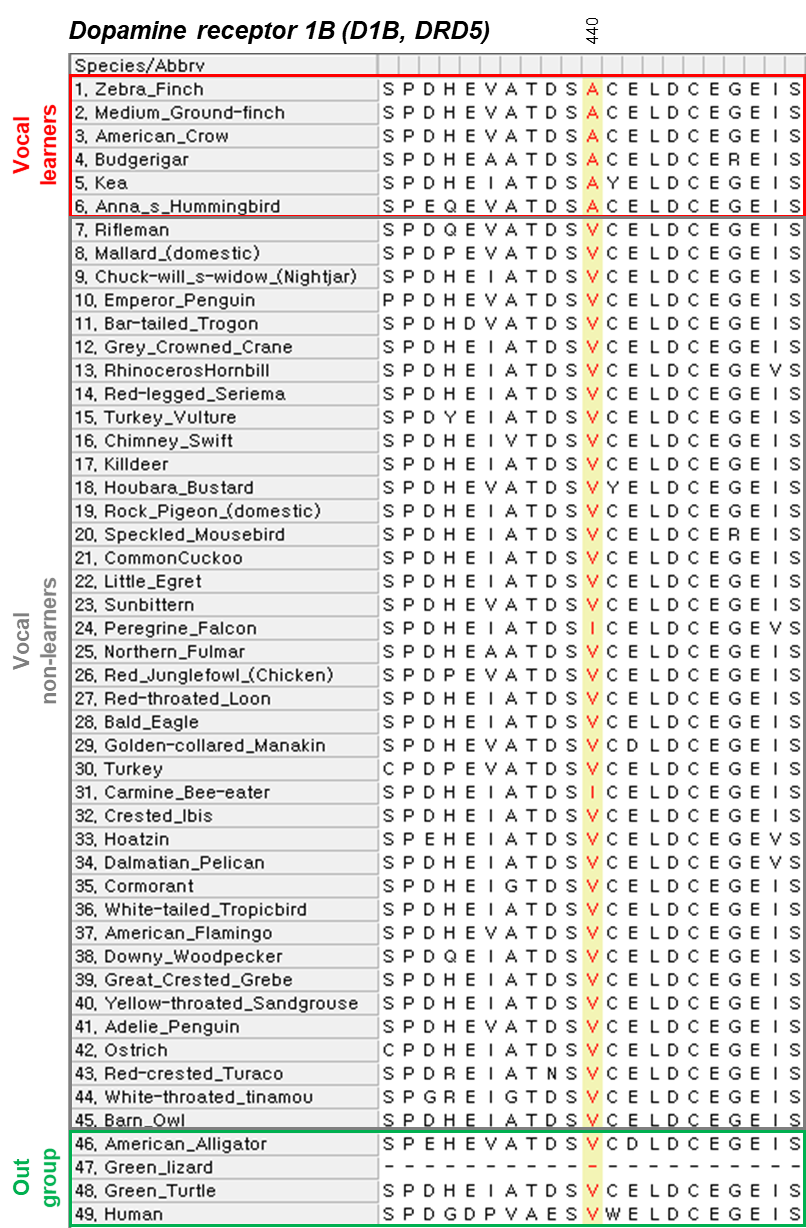 Dopamine receptor 1B (D1B, DRD5)
440
Species/Abbrv
Vocal learners
1, Zebra_Finch S P D H E V A T D S A C E L D C E G E I S
2, Medium_Ground-finch S P D H E V A T D S A C E L D C E G E I S
3, American_Crow S P D H E V A T D S A C E L D C E G E I S
4, Budgerigar S P D H E A A T D S A C E L D C E R E I S
5, Kea S P D H E I A T D S A Y E L D C E G E I S
6, Anna_s_Hummingbird S P E Q E V A T D S A C E L D C E G E I S
Vocal non-learners
7, Rifleman S P D Q E V A T D S V C E L D C E G E I S
8, Mallard_(domestic) S P D P E V A T D S V C E L D C E G E I S
9, Chuck-will_s-widow_(Nightjar) S P D H E I A T D S V C E L D C E G E I S
10, Emperor_Penguin P P D H E V A T D S V C E L D C E G E I S
11, Bar-tailed_Trogon S P D H D V A T D S V C E L D C E G E I S
12, Grey_Crowned_Crane S P D H E I A T D S V C E L D C E G E I S
13, RhinocerosHornbill S P D H E I A T D S V C E L D C E G E V S
14, Red-legged_Seriema S P D H E I A T D S V C E L D C E G E I S
15, Turkey_Vulture S P D Y E I A T D S V C E L D C E G E I S
16, Chimney_Swift S P D H E I V T D S V C E L D C E G E I S
17, Killdeer S P D H E I A T D S V C E L D C E G E I S
18, Houbara_Bustard S P D H E V A T D S V Y E L D C E G E I S
19, Rock_Pigeon_(domestic) S P D H E I A T D S V C E L D C E G E I S
20, Speckled_Mousebird S P D H E I A T D S V C E L D C E R E I S
21, CommonCuckoo S P D H E I A T D S V C E L D C E G E I S
22, Little_Egret S P D H E I A T D S V C E L D C E G E I S
23, Sunbittern S P D H E V A T D S V C E L D C E G E I S
24, Peregrine_Falcon S P D H E I A T D S I C E L D C E G E V S
25, Northern_Fulmar S P D H E A A T D S V C E L D C E G E I S
26, Red_Junglefowl_(Chicken) S P D P E V A T D S V C E L D C E G E I S
27, Red-throated_Loon S P D H E I A T D S V C E L D C E G E I S
28, Bald_Eagle S P D H E I A T D S V C E L D C E G E I S
29, Golden-collared_Manakin S P D H E V A T D S V C D L D C E G E I S
30, Turkey C P D P E V A T D S V C E L D C E G E I S
31, Carmine_Bee-eater S P D H E I A T D S I C E L D C E G E I S
32, Crested_Ibis S P D H E I A T D S V C E L D C E G E I S
33, Hoatzin S P E H E I A T D S V C E L D C E G E V S
34, Dalmatian_Pelican S P D H E I A T D S V C E L D C E G E V S
35, Cormorant S P D H E I G T D S V C E L D C E G E I S
36, White-tailed_Tropicbird S P D H E I A T D S V C E L D C E G E I S
37, American_Flamingo S P D H E V A T D S V C E L D C E G E I S
38, Downy_Woodpecker S P D Q E I A T D S V C E L D C E G E I S
39, Great_Crested_Grebe S P D H E I A T D S V C E L D C E G E I S
40, Yellow-throated_Sandgrouse S P D H E I A T D S V C E L D C E G E I S
41, Adelie_Penguin S P D H E V A T D S V C E L D C E G E I S
42, Ostrich C P D H E I A T D S V C E L D C E G E I S
43, Red-crested_Turaco S P D R E I A T N S V C E L D C E G E I S
44, White-throated_tinamou S P G R E I G T D S V C E L D C E G E I S
45, Barn_Owl S P D H E I A T D S V C E L D C E G E I S
Out group
46, American_Alligator S P E H E V A T D S V C D L D C E G E I S
47, Green_lizard - - - - - - - - - - - - - - - - - - - - -
48, Green_Turtle S P D H E I A T D S V C E L D C E G E I S
49, Human S P D G D P V A E S V W E L D C E G E I S